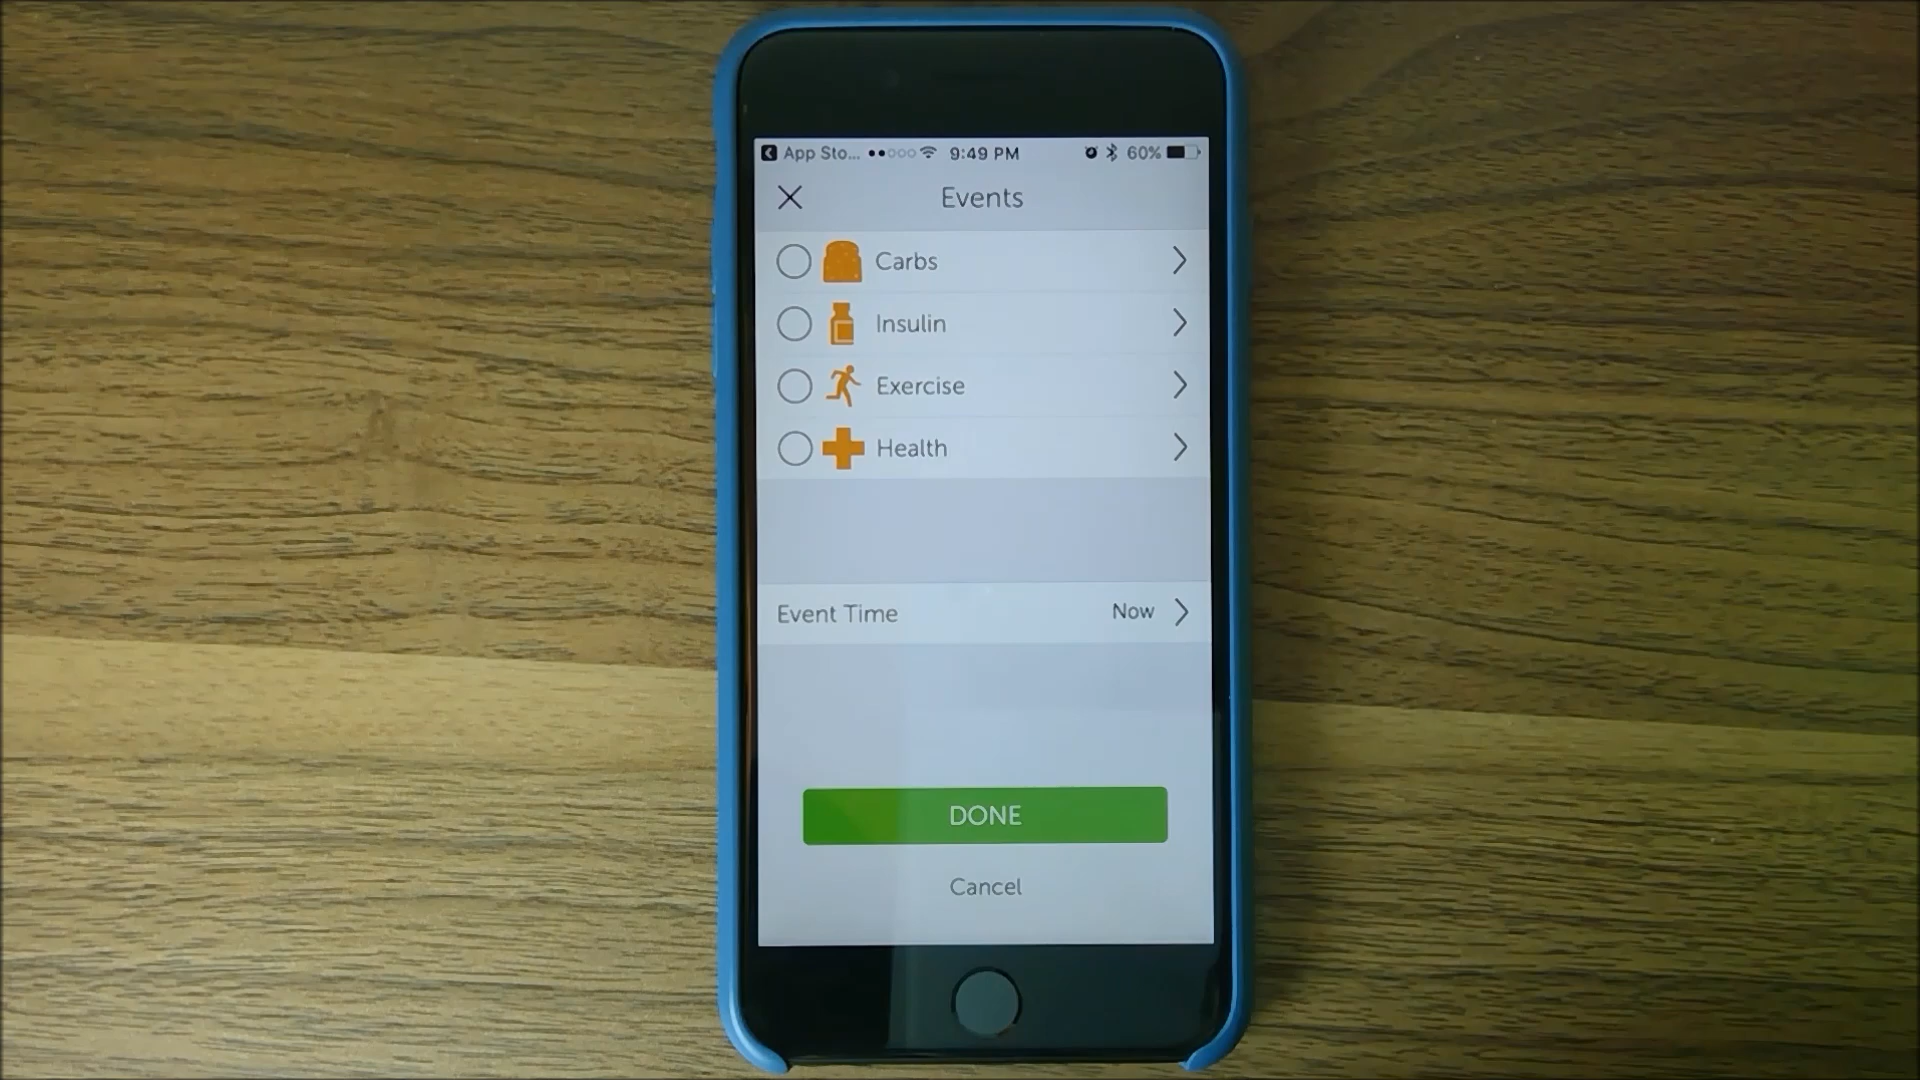 App Sto... 9:49 PM 60%
Events
Carbs
Insulin
Exercise
Health
Event Time Now
DONE
Cancel